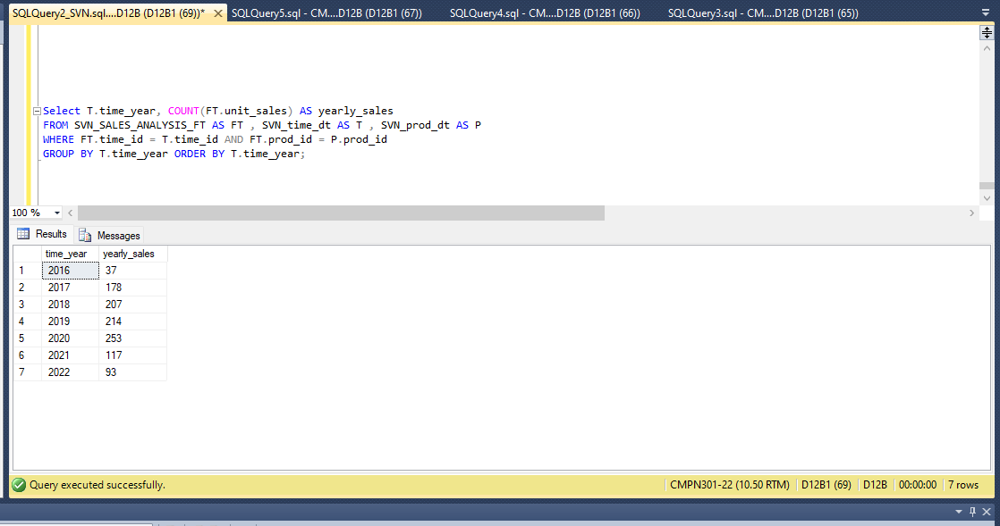 SQLQuery2_SVN.sql....D12B (D12B1 (69))* SQLQuery5.sql - CM....D12B (D12B1 (67)) SQLQuery4.sql - CM....D12B (D12B1 (66)) SQLQuery3.sql - CM....D12B (D12B1 (65))
Select T.time_year, COUNT(FT.unit_sales) AS yearly_sales
FROM SVN_SALES_ANALYSIS_FT AS FT , SVN_time_dt AS T , SVN_prod_dt AS P
WHERE FT.time_id = T.time_id AND FT.prod_id = P.prod_id
GROUP BY T.time_year ORDER BY T.time_year;
100 %
Results Messages
time_year yearly_sales
1 2016 37
2 2017 178
3 2018 207
4 2019 214
5 2020 253
6 2021 117
7 2022 93
Query executed successfully. CMPN301-22 (10.50 RTM) D12B1 (69) D12B 00:00:00 7 rows